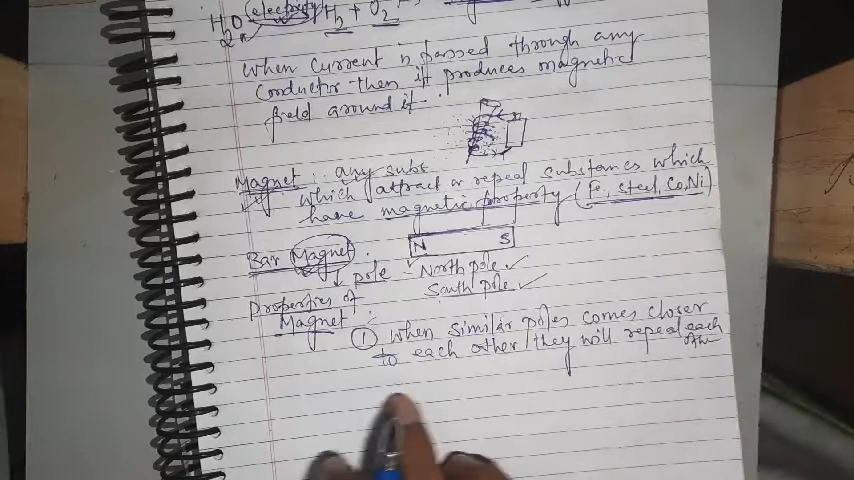 H2O (electricity) H2 + O2
When current is passed through any
conductor then it produces magnetic
field around it
Magnet : any subs
which attract or repeal substances which
have magnetic property (Fe, steel, Co, Ni)
Bar Magnet
N S
pole
North pole
South pole
Properties of
Magnet :
① When similar poles comes closer
to each other they will repeal each
other